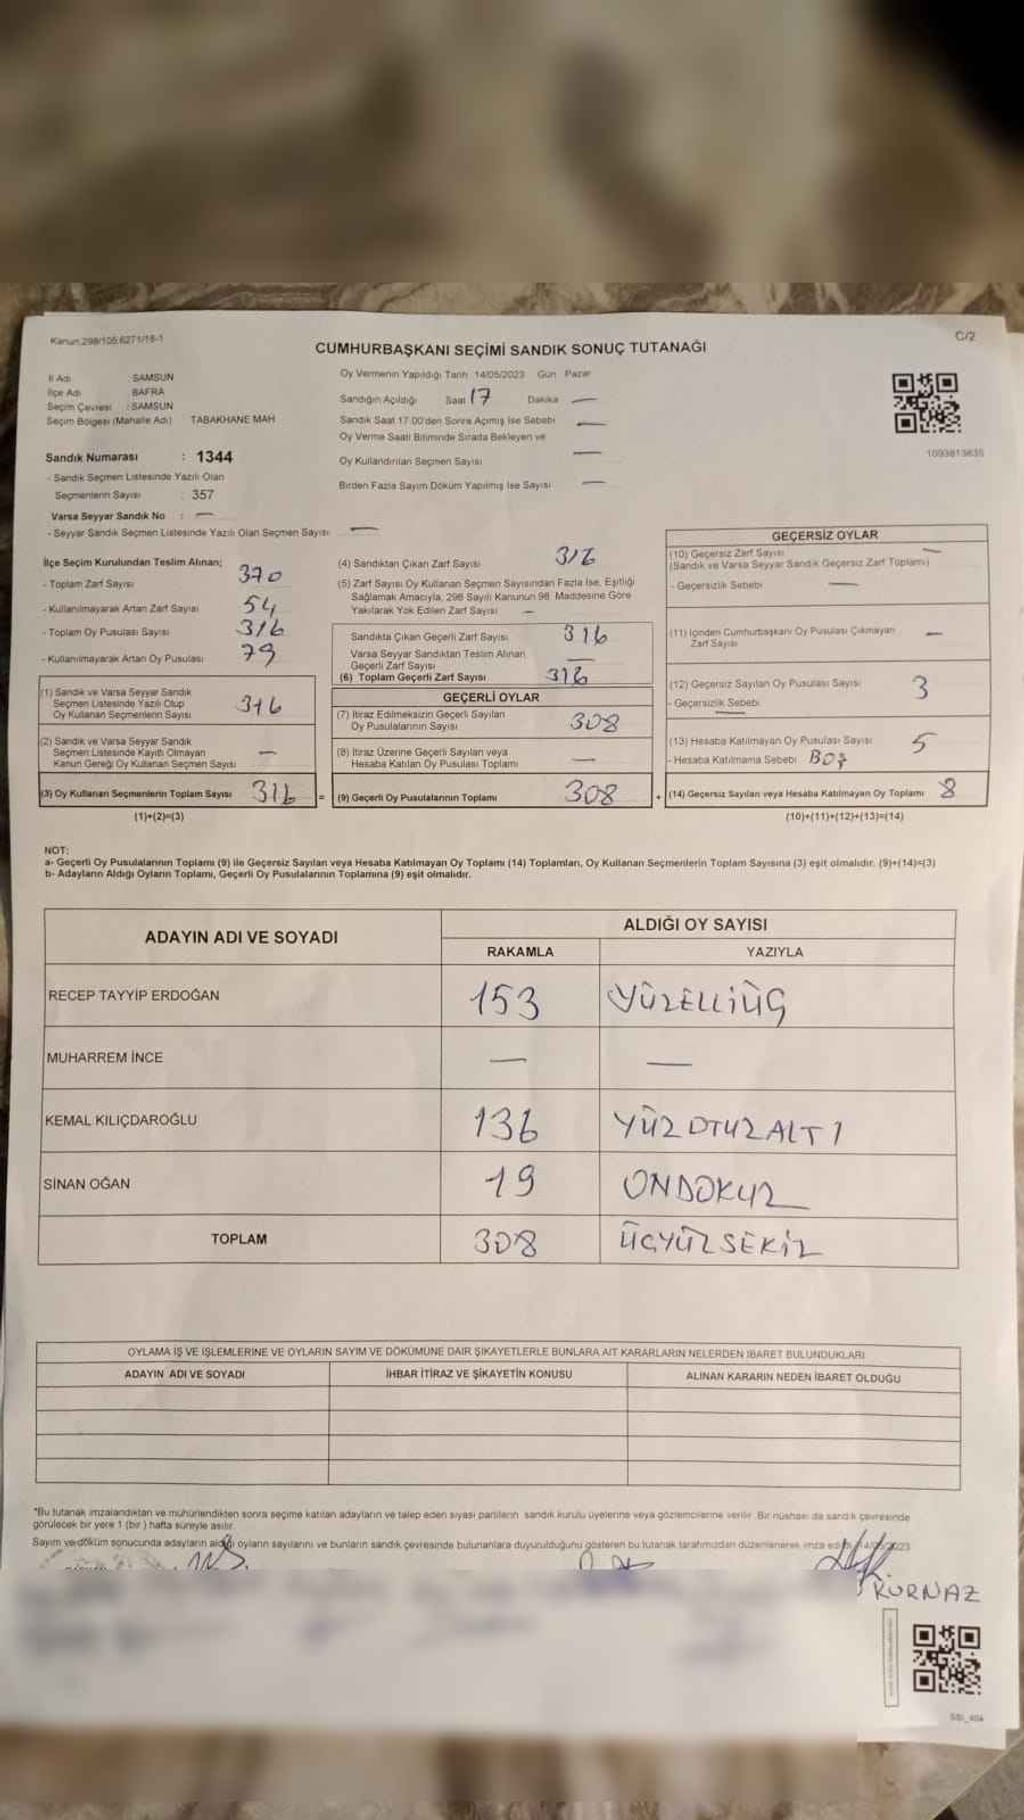 Kanun.298/105.6271/18-1
C/2
CUMHURBAŞKANI SEÇİMİ SANDIK SONUÇ TUTANAĞI
İl Adı : SAMSUN
İlçe Adı : BAFRA
Seçim Çevresi : SAMSUN
Seçim Bölgesi (Mahalle Adı) TABAKHANE MAH
Sandık Numarası : 1344
- Sandık Seçmen Listesinde Yazılı Olan
Seçmenlerin Sayısı : 357
Varsa Seyyar Sandık No : —
- Seyyar Sandık Seçmen Listesinde Yazılı Olan Seçmen Sayısı —
Oy Vermenin Yapıldığı Tarih 14/05/2023 Gün Pazar
Sandığın Açıldığı Saat 17 Dakika —
Sandık Saat 17.00'den Sonra Açımış İse Sebebi —
Oy Verme Saati Bitiminde Sırada Bekleyen ve
Oy Kullandırılan Seçmen Sayısı —
Birden Fazla Sayım Döküm Yapılmış İse Sayısı —
1093813635
İlçe Seçim Kurulundan Teslim Alınan;
- Toplam Zarf Sayısı 370
- Kullanılmayarak Artan Zarf Sayısı 54
- Toplam Oy Pusulası Sayısı 316
- Kullanılmayarak Artan Oy Pusulası 79
(1) Sandık ve Varsa Seyyar Sandık
Seçmen Listesinde Yazılı Olup
Oy Kullanan Seçmenlerin Sayısı 316
(2) Sandık ve Varsa Seyyar Sandık
Seçmen Listesinde Kayıtlı Olmayan
Kanun Gereği Oy Kullanan Seçmen Sayısı —
(3) Oy Kullanan Seçmenlerin Toplam Sayısı 316 =
(1)+(2)=(3)
(4) Sandıktan Çıkan Zarf Sayısı 316
(5) Zarf Sayısı Oy Kullanan Seçmen Sayısından Fazla İse, Eşitliği
Sağlamak Amacıyla, 298 Sayılı Kanunun 98. Maddesine Göre
Yakılarak Yok Edilen Zarf Sayısı —
Sandıkta Çıkan Geçerli Zarf Sayısı 316
Varsa Seyyar Sandıktan Teslim Alınan
Geçerli Zarf Sayısı —
(6) Toplam Geçerli Zarf Sayısı 316
GEÇERLİ OYLAR
(7) İtiraz Edilmeksizin Geçerli Sayılan
Oy Pusulalarının Sayısı 308
(8) İtiraz Üzerine Geçerli Sayılan veya
Hesaba Katılan Oy Pusulası Toplamı —
(9) Geçerli Oy Pusulalarının Toplamı 308 +
GEÇERSİZ OYLAR
(10) Geçersiz Zarf Sayısı —
(Sandık ve Varsa Seyyar Sandık Geçersiz Zarf Toplamı)
- Geçersizlik Sebebi —
(11) İçinden Cumhurbaşkanı Oy Pusulası Çıkmayan
Zarf Sayısı —
(12) Geçersiz Sayılan Oy Pusulası Sayısı 3
- Geçersizlik Sebebi —
(13) Hesaba Katılmayan Oy Pusulası Sayısı 5
- Hesaba Katılmama Sebebi BOŞ
(14) Geçersiz Sayılan veya Hesaba Katılmayan Oy Toplamı 8
(10)+(11)+(12)+(13)=(14)
NOT:
a- Geçerli Oy Pusulalarının Toplamı (9) ile Geçersiz Sayılan veya Hesaba Katılmayan Oy Toplamı (14) Toplamları, Oy Kullanan Seçmenlerin Toplam Sayısına (3) eşit olmalıdır. (9)+(14)=(3)
b- Adayların Aldığı Oyların Toplamı, Geçerli Oy Pusulalarının Toplamına (9) eşit olmalıdır.
ADAYIN ADI VE SOYADI ALDIĞI OY SAYISI
RAKAMLA YAZIYLA
RECEP TAYYİP ERDOĞAN 153 YÜZELLİÜÇ
MUHARREM İNCE — —
KEMAL KILIÇDAROĞLU 136 YÜZ OTUZ ALTI
SİNAN OĞAN 19 ONDOKUZ
TOPLAM 308 ÜÇYÜZ SEKİZ
OYLAMA İŞ VE İŞLEMLERİNE VE OYLARIN SAYIM VE DÖKÜMÜNE DAİR ŞİKAYETLERLE BUNLARA AİT KARARLARIN NELERDEN İBARET BULUNDUKLARI
ADAYIN ADI VE SOYADI İHBAR İTİRAZ VE ŞİKAYETİN KONUSU ALINAN KARARIN NEDEN İBARET OLDUĞU
*Bu tutanak imzalandıktan ve mühürlendikten sonra seçime katılan adayların ve talep eden siyasi partilerin sandık kurulu üyelerine veya gözlemcilerine verilir. Bir nüshası da sandık çevresinde
görülecek bir yere 1 (bir ) hafta süreyle asılır.
Sayım ve döküm sonucunda adayların aldığı oyların sayılarını ve bunların sandık çevresinde bulunanlara duyurulduğunu gösteren bu tutanak tarafımızdan düzenlenerek imza edildi. 14/05/2023
KURNAZ